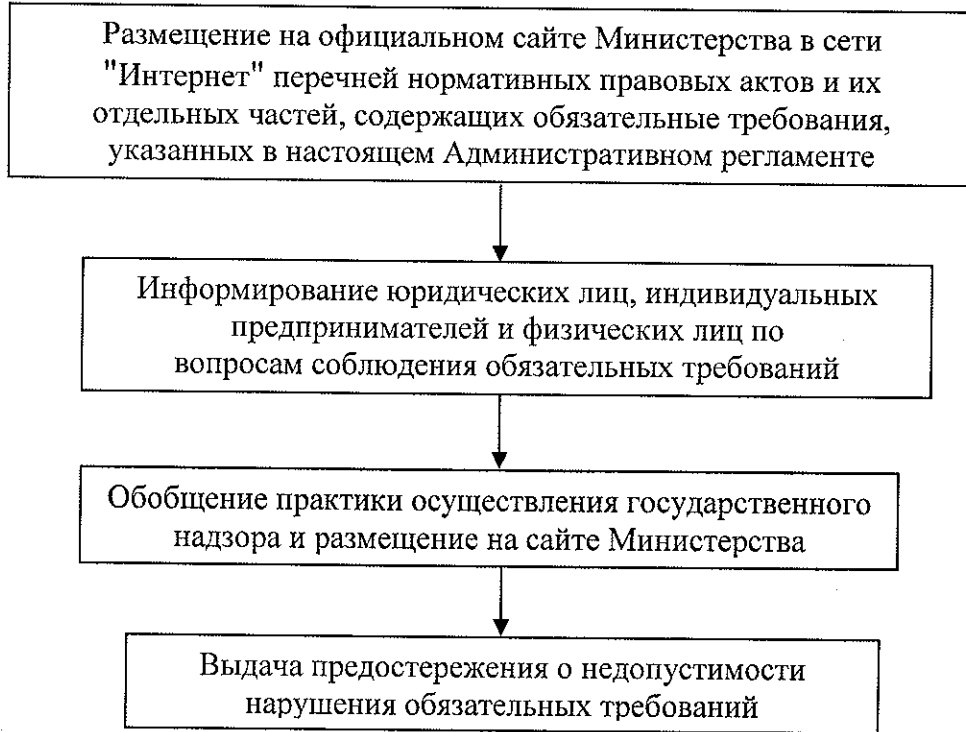 Размещение на официальном сайте Министерства в сети
"Интернет" перечней нормативных правовых актов и их
отдельных частей, содержащих обязательные требования,
указанных в настоящем Административном регламенте
Информирование юридических лиц, индивидуальных
предпринимателей и физических лиц по
вопросам соблюдения обязательных требований
Обобщение практики осуществления государственного
надзора и размещение на сайте Министерства
Выдача предостережения о недопустимости
нарушения обязательных требований